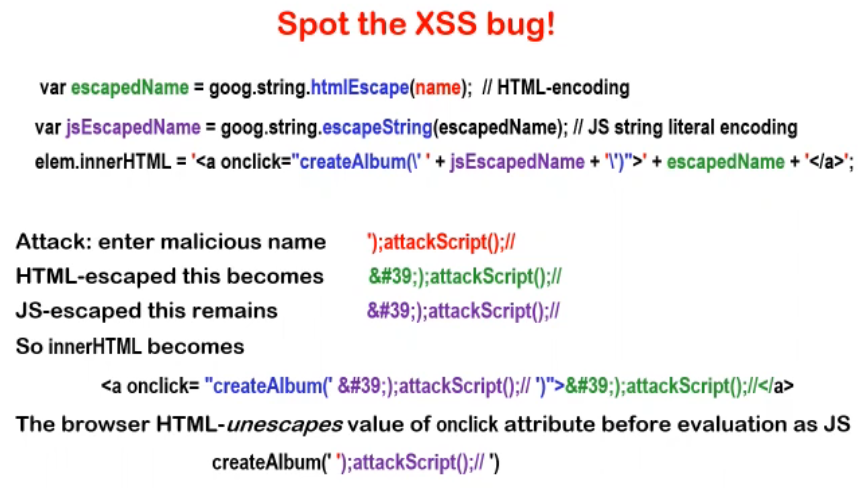 Spot the XSS bug!
var escapedName = goog.string.htmlEscape(name); // HTML-encoding
var jsEscapedName = goog.string.escapeString(escapedName); // JS string literal encoding
elem.innerHTML = '<a onclick="createAlbum(\' ' + jsEscapedName + '\')">' + escapedName + '</a>';
Attack: enter malicious name ');attackScript();//
HTML-escaped this becomes &#39;);attackScript();//
JS-escaped this remains &#39;);attackScript();//
So innerHTML becomes
<a onclick= "createAlbum(' &#39;);attackScript();// ')">&#39;);attackScript();//</a>
The browser HTML-unescapes value of onclick attribute before evaluation as JS
createAlbum(' ');attackScript();// ')